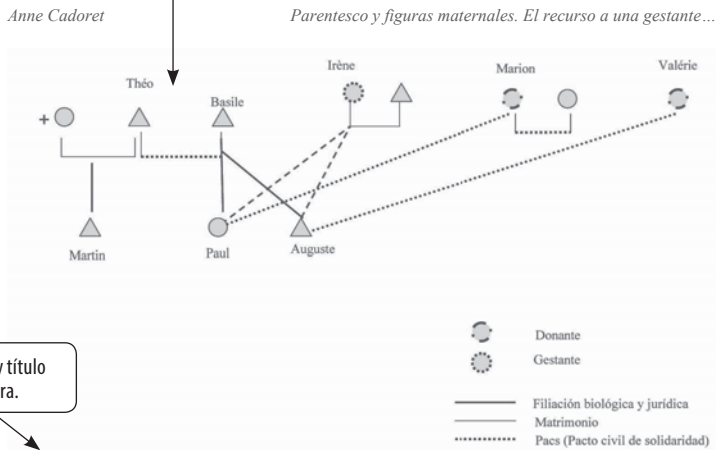 Anne Cadoret
Parentesco y figuras maternales. El recurso a una gestante...
Irène
Marion
Valérie
Théo
Basile
+
Martin
Paul
Auguste
y título
ra.
Donante
Gestante
Filiación biológica y jurídica
Matrimonio
Pacs (Pacto civil de solidaridad)